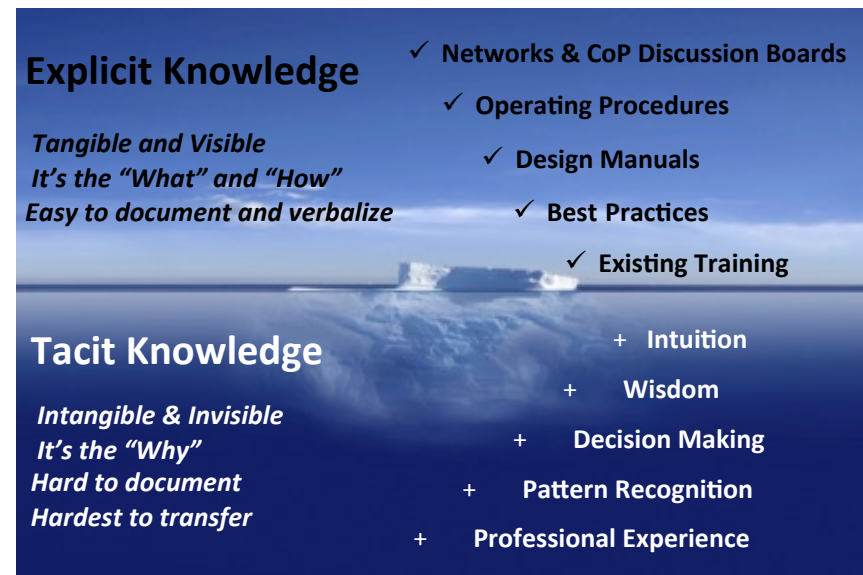 Explicit Knowledge
Tangible and Visible
It's the “What” and “How”
Easy to document and verbalize
✓ Networks & CoP Discussion Boards
✓ Operating Procedures
✓ Design Manuals
✓ Best Practices
✓ Existing Training
Tacit Knowledge
Intangible & Invisible
It's the “Why”
Hard to document
Hardest to transfer
+ Intuition
+ Wisdom
+ Decision Making
+ Pattern Recognition
+ Professional Experience